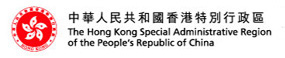 中華人民共和國香港特別行政區
The Hong Kong Special Administrative Region
of the People's Republic of China